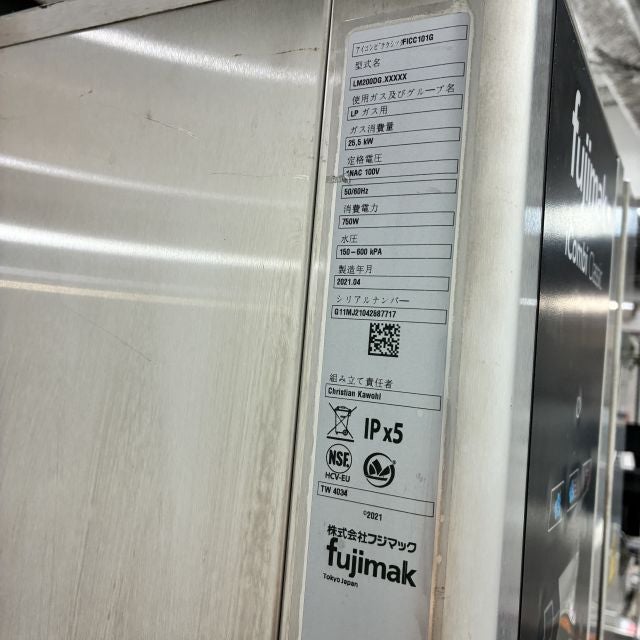 アイコンビクラシック FICC101G
型式名
LM200DG.XXXXX
使用ガス及びグループ名
LP ガス用
ガス消費量
25,5 kW
定格電圧
1NAC 100V
50/60Hz
消費電力
750W
水圧
150-600 kPA
製造年月
2021.04
シリアルナンバー
G11MJ21042687717
組み立て責任者
Christian Kawohl
IP x5
NSF
HCV-EU
TW 4034
©2021
株式会社フジマック
fujimak
Tokyo Japan
fujimak
iCombi Classic